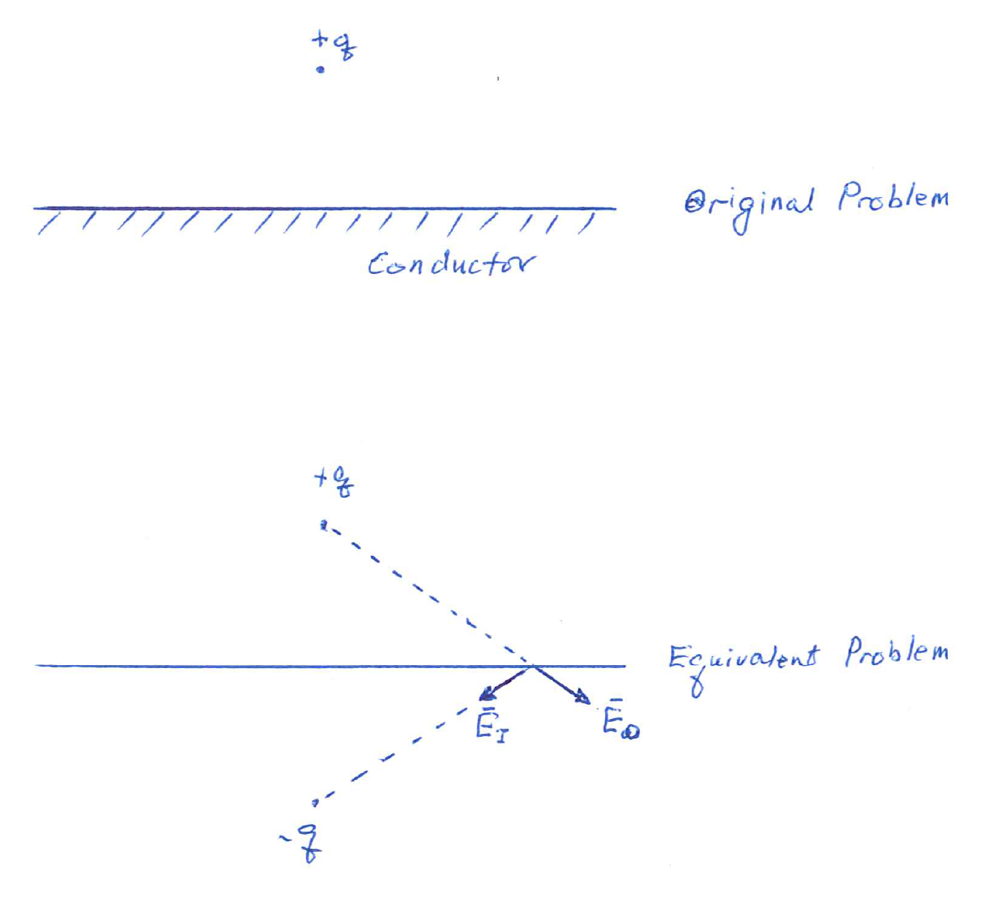 +q
Original Problem
Conductor
+q
Equivalent Problem
Ē_I
Ē_0
-q